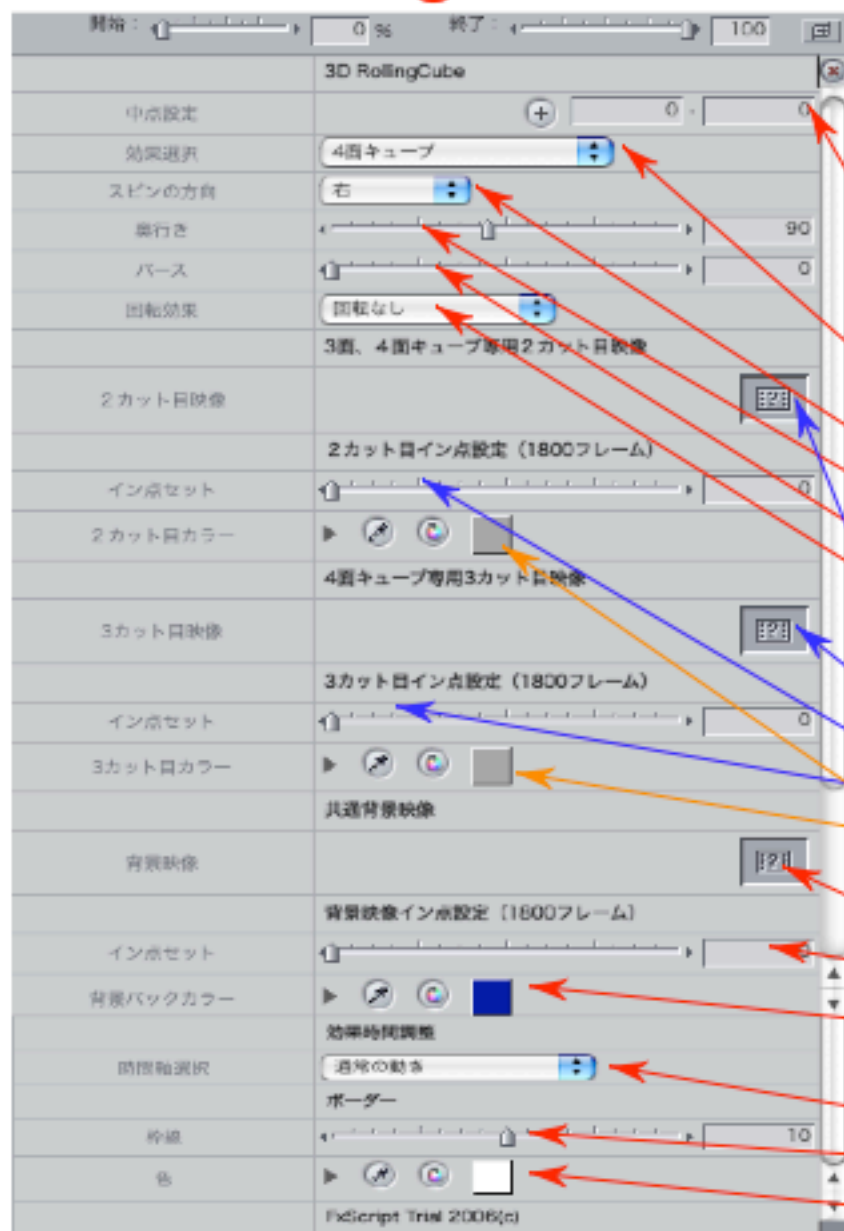 開始： 0 % 終了： 100
3D RollingCube
中点設定 0 - 0
効果選択 4面キューブ
スピンの方向 右
奥行き 90
パース 0
回転効果 回転なし
3面、4面キューブ専用2カット目映像
2カット目映像
2カット目イン点設定（1800フレーム）
イン点セット 0
2カット目カラー
4面キューブ専用3カット目映像
3カット目映像
3カット目イン点設定（1800フレーム）
イン点セット 0
3カット目カラー
共通背景映像
背景映像
背景映像イン点設定（1800フレーム）
イン点セット
背景バックカラー
効果時間調整
時間軸選択 通常の動き
ボーダー
枠線 10
色
FxScript Trial 2006(c)